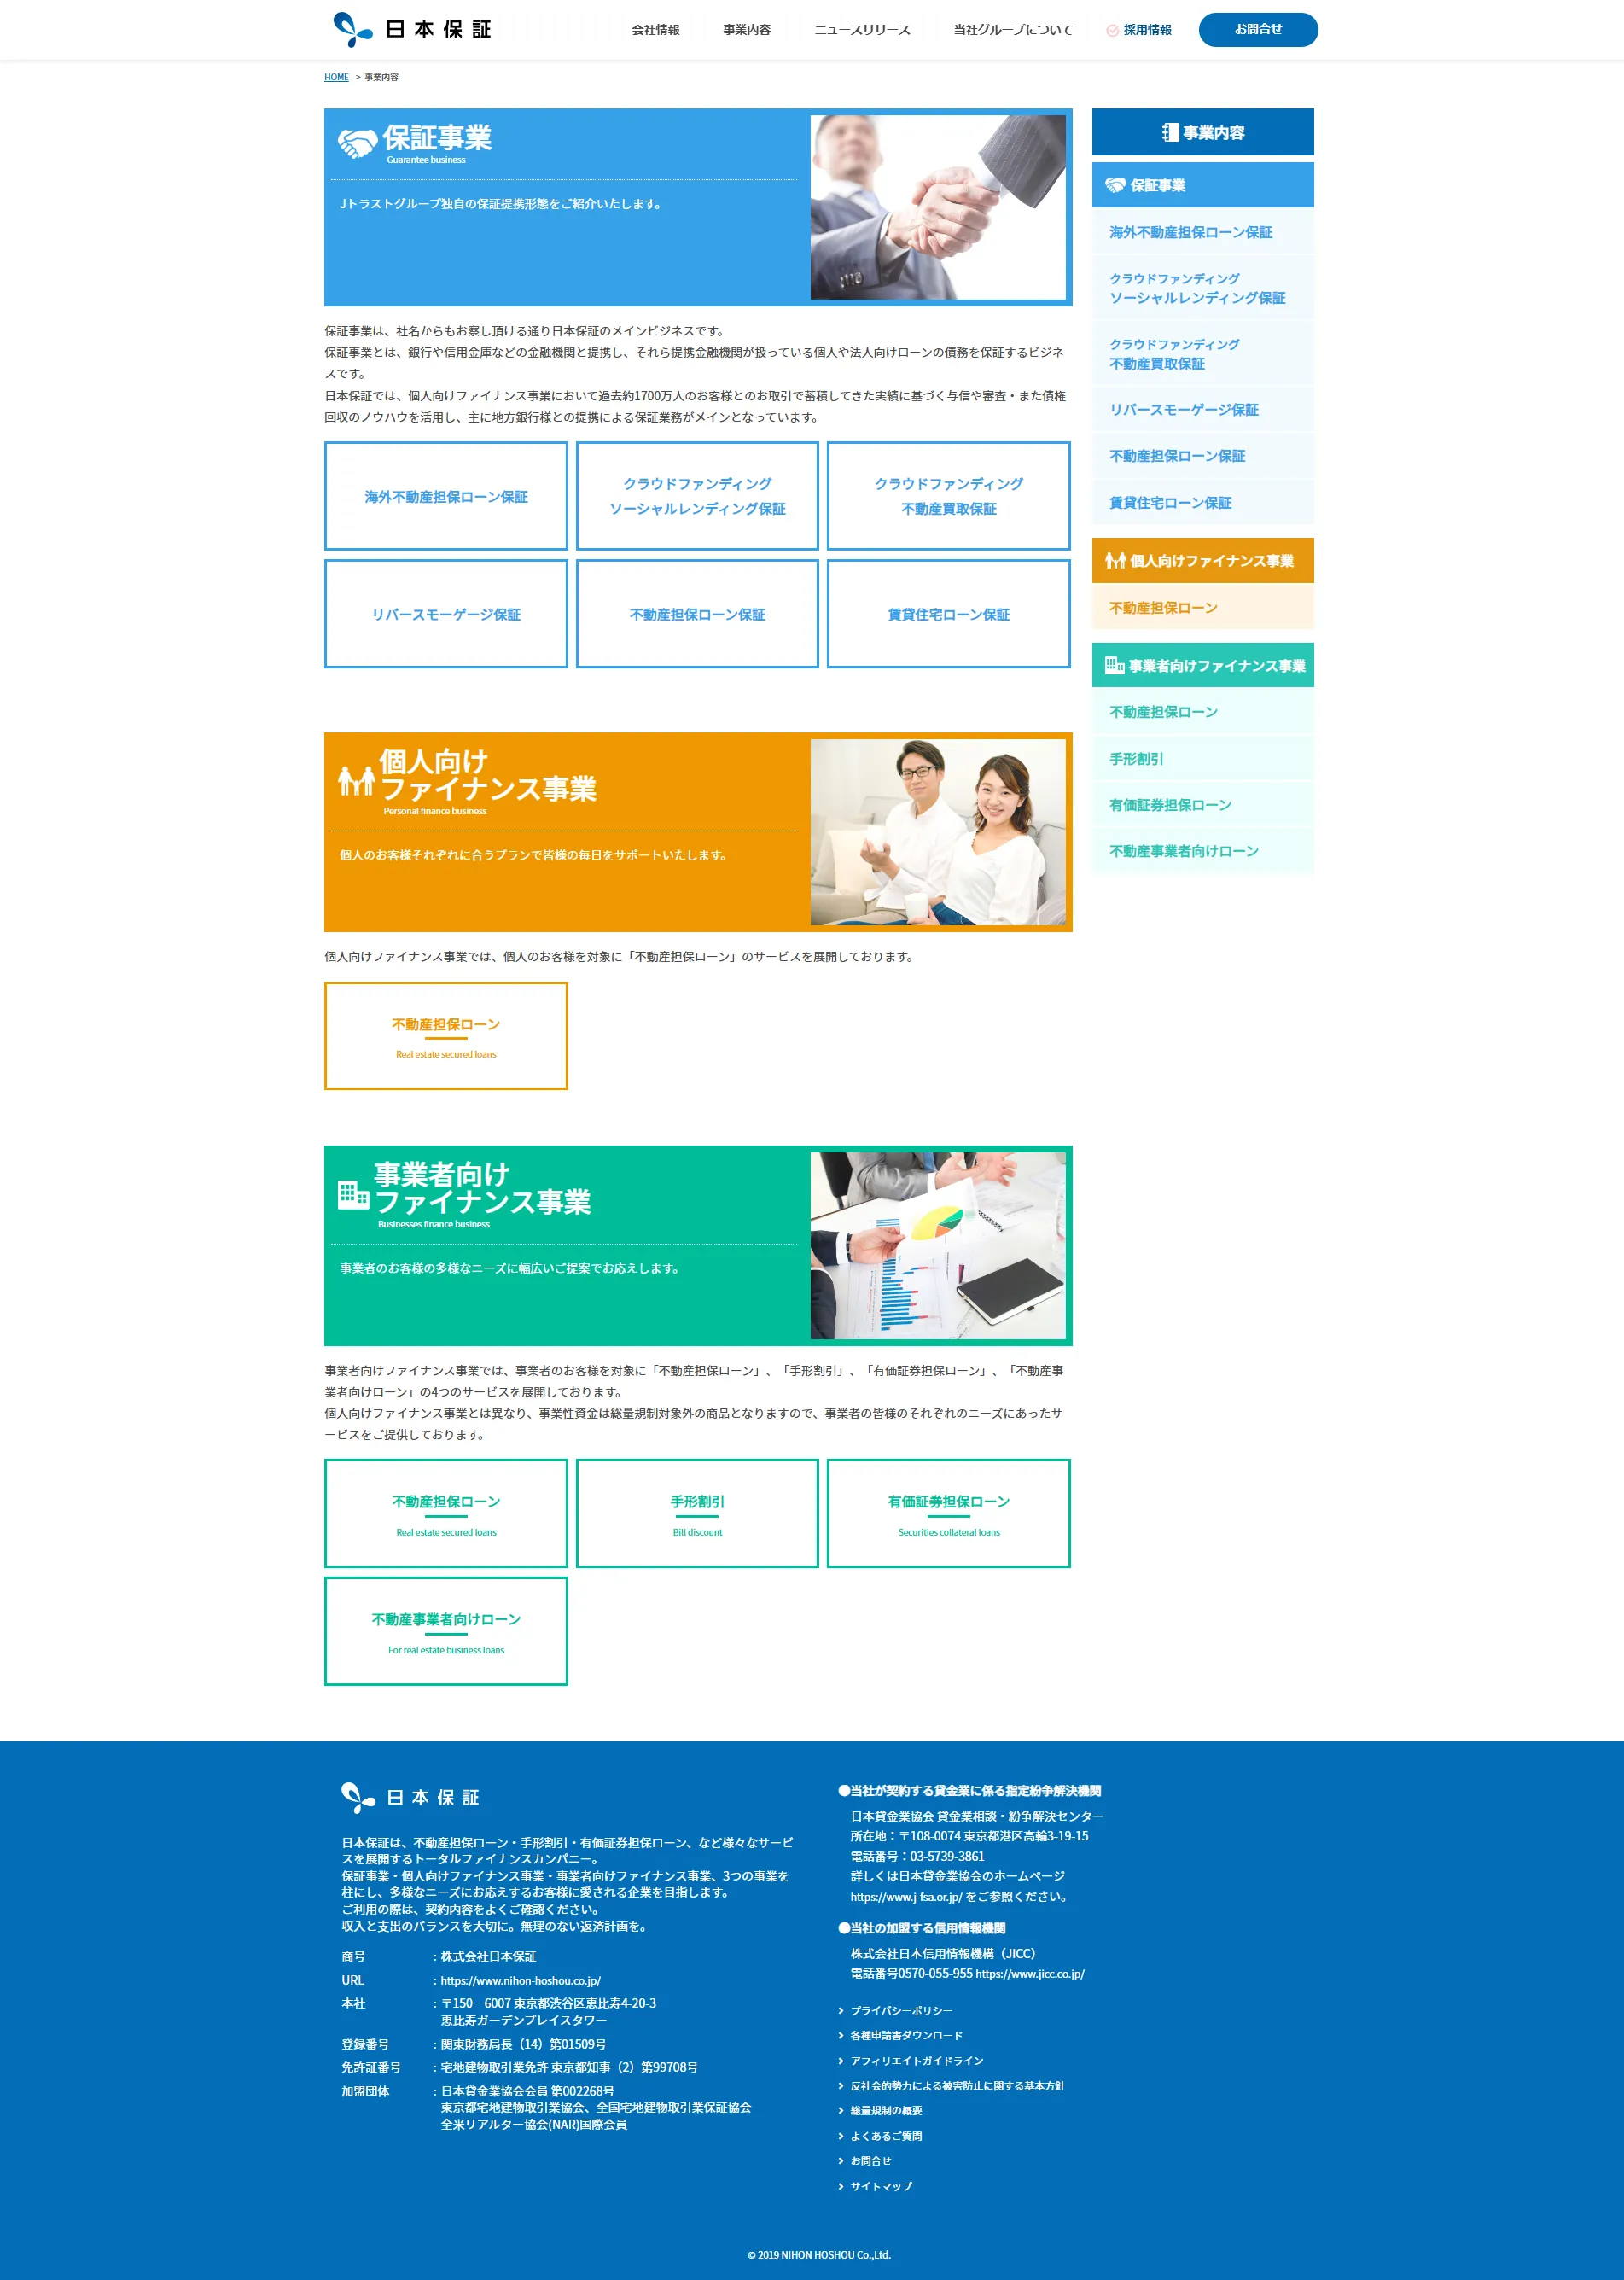 日本保証
会社情報
事業内容
ニュースリリース
当社グループについて
採用情報
お問合せ
HOME > 事業内容
保証事業
Guarantee business
Jトラストグループ独自の保証提携形態をご紹介いたします。
保証事業は、社名からもお察し頂ける通り日本保証のメインビジネスです。
保証事業とは、銀行や信用金庫などの金融機関と提携し、それら提携金融機関が扱っている個人や法人向けローンの債務を保証するビジネ
スです。
日本保証では、個人向けファイナンス事業において過去約1700万人のお客様とのお取引で蓄積してきた実績に基づく与信や審査・また債権
回収のノウハウを活用し、主に地方銀行様との提携による保証業務がメインとなっています。
海外不動産担保ローン保証
クラウドファンディング
ソーシャルレンディング保証
クラウドファンディング
不動産買取保証
リバースモーゲージ保証
不動産担保ローン保証
賃貸住宅ローン保証
個人向け
ファイナンス事業
Personal finance business
個人のお客様それぞれに合うプランで皆様の毎日をサポートいたします。
個人向けファイナンス事業では、個人のお客様を対象に「不動産担保ローン」のサービスを展開しております。
不動産担保ローン
Real estate secured loans
事業者向け
ファイナンス事業
Businesses finance business
事業者のお客様の多様なニーズに幅広いご提案でお応えします。
事業者向けファイナンス事業では、事業者のお客様を対象に「不動産担保ローン」、「手形割引」、「有価証券担保ローン」、「不動産事
業者向けローン」の4つのサービスを展開しております。
個人向けファイナンス事業とは異なり、事業性資金は総量規制対象外の商品となりますので、事業者の皆様のそれぞれのニーズにあったサ
ービスをご提供しております。
不動産担保ローン
Real estate secured loans
手形割引
Bill discount
有価証券担保ローン
Securities collateral loans
不動産事業者向けローン
For real estate business loans
事業内容
保証事業
海外不動産担保ローン保証
クラウドファンディング
ソーシャルレンディング保証
クラウドファンディング
不動産買取保証
リバースモーゲージ保証
不動産担保ローン保証
賃貸住宅ローン保証
個人向けファイナンス事業
不動産担保ローン
事業者向けファイナンス事業
不動産担保ローン
手形割引
有価証券担保ローン
不動産事業者向けローン
日本保証
日本保証は、不動産担保ローン・手形割引・有価証券担保ローン、など様々なサービ
スを展開するトータルファイナンスカンパニー。
保証事業・個人向けファイナンス事業・事業者向けファイナンス事業、3つの事業を
柱にし、多様なニーズにお応えするお客様に愛される企業を目指します。
ご利用の際は、契約内容をよくご確認ください。
収入と支出のバランスを大切に。無理のない返済計画を。
商号 : 株式会社日本保証
URL : https://www.nihon-hoshou.co.jp/
本社 : 〒150‐6007 東京都渋谷区恵比寿4-20-3
恵比寿ガーデンプレイスタワー
登録番号 : 関東財務局長（14）第01509号
免許証番号 : 宅地建物取引業免許 東京都知事（2）第99708号
加盟団体 : 日本貸金業協会会員 第002268号
東京都宅地建物取引業協会、全国宅地建物取引業保証協会
全米リアルター協会(NAR)国際会員
●当社が契約する貸金業に係る指定紛争解決機関
日本貸金業協会 貸金業相談・紛争解決センター
所在地：〒108-0074 東京都港区高輪3-19-15
電話番号：03-5739-3861
詳しくは日本貸金業協会のホームページ
https://www.j-fsa.or.jp/ をご参照ください。
●当社の加盟する信用情報機関
株式会社日本信用情報機構（JICC）
電話番号0570-055-955 https://www.jicc.co.jp/
プライバシーポリシー
各種申請書ダウンロード
アフィリエイトガイドライン
反社会的勢力による被害防止に関する基本方針
総量規制の概要
よくあるご質問
お問合せ
サイトマップ
© 2019 NIHON HOSHOU Co.,Ltd.